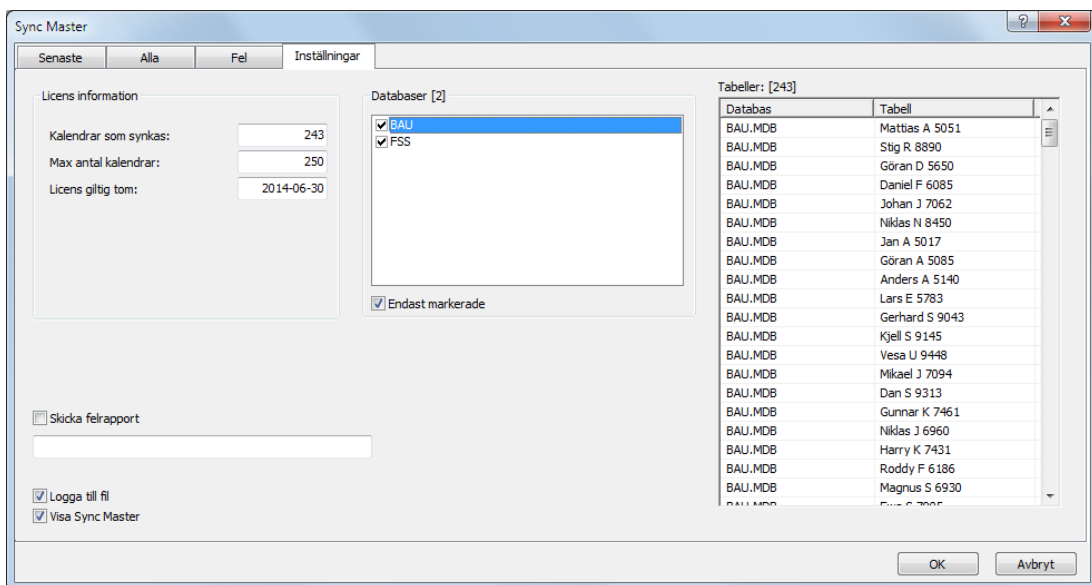 Sync Master
Senaste Alla Fel Inställningar
Licens information
Kalendrar som synkas: 243
Max antal kalendrar: 250
Licens giltig tom: 2014-06-30
Databaser [2]
BAU
FSS
Endast markerade
Skicka felrapport
Logga till fil
Visa Sync Master
Tabeller: [243]
Databas Tabell
BAU.MDB Mattias A 5051
BAU.MDB Stig R 8890
BAU.MDB Göran D 5650
BAU.MDB Daniel F 6085
BAU.MDB Johan J 7062
BAU.MDB Niklas N 8450
BAU.MDB Jan A 5017
BAU.MDB Göran A 5085
BAU.MDB Anders A 5140
BAU.MDB Lars E 5783
BAU.MDB Gerhard S 9043
BAU.MDB Kjell S 9145
BAU.MDB Vesa U 9448
BAU.MDB Mikael J 7094
BAU.MDB Dan S 9313
BAU.MDB Gunnar K 7461
BAU.MDB Niklas J 6960
BAU.MDB Harry K 7431
BAU.MDB Roddy F 6186
BAU.MDB Magnus S 6930
BAU.MDB
OK Avbryt